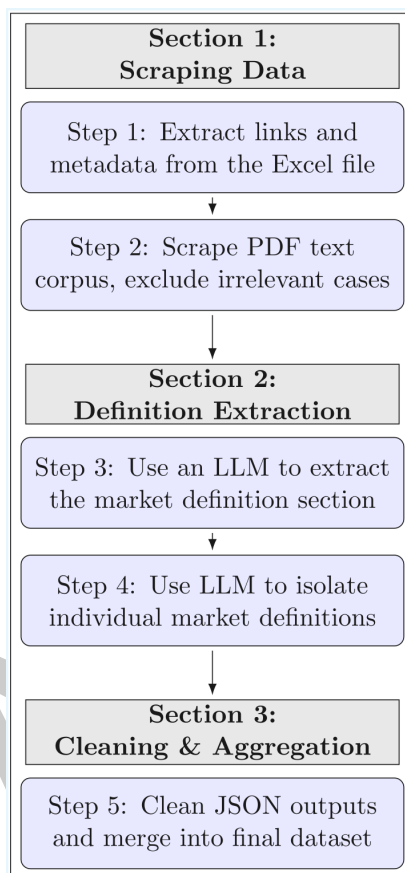 Section 1:
Scraping Data
Step 1: Extract links and
metadata from the Excel file
Step 2: Scrape PDF text
corpus, exclude irrelevant cases
Section 2:
Definition Extraction
Step 3: Use an LLM to extract
the market definition section
Step 4: Use LLM to isolate
individual market definitions
Section 3:
Cleaning & Aggregation
Step 5: Clean JSON outputs
and merge into final dataset